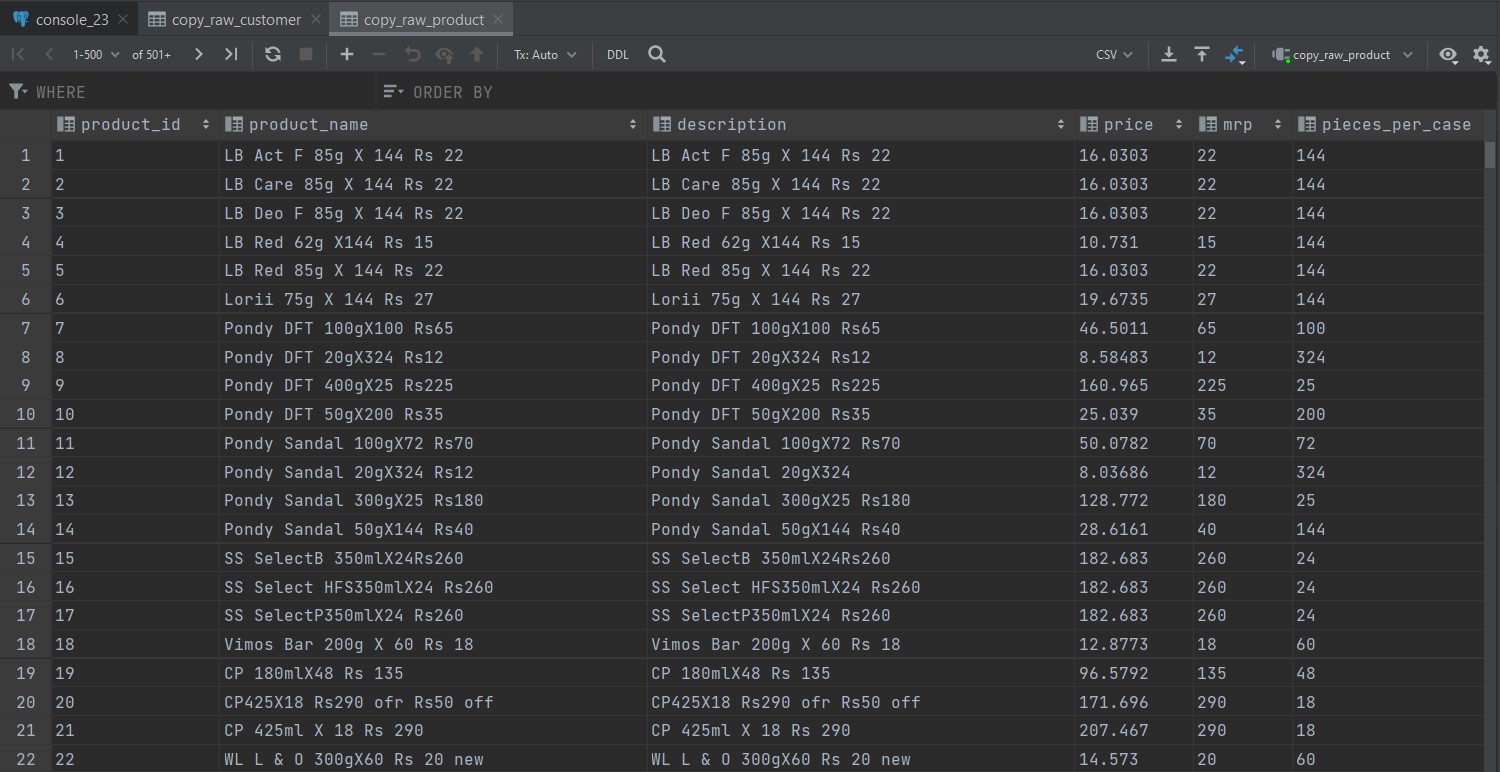 console_23 copy_raw_customer copy_raw_product
1-500 of 501+ Tx: Auto DDL CSV copy_raw_product
WHERE ORDER BY
product_id product_name description price mrp pieces_per_case
1 1 LB Act F 85g X 144 Rs 22 LB Act F 85g X 144 Rs 22 16.0303 22 144
2 2 LB Care 85g X 144 Rs 22 LB Care 85g X 144 Rs 22 16.0303 22 144
3 3 LB Deo F 85g X 144 Rs 22 LB Deo F 85g X 144 Rs 22 16.0303 22 144
4 4 LB Red 62g X144 Rs 15 LB Red 62g X144 Rs 15 10.731 15 144
5 5 LB Red 85g X 144 Rs 22 LB Red 85g X 144 Rs 22 16.0303 22 144
6 6 Lorii 75g X 144 Rs 27 Lorii 75g X 144 Rs 27 19.6735 27 144
7 7 Pondy DFT 100gX100 Rs65 Pondy DFT 100gX100 Rs65 46.5011 65 100
8 8 Pondy DFT 20gX324 Rs12 Pondy DFT 20gX324 Rs12 8.58483 12 324
9 9 Pondy DFT 400gX25 Rs225 Pondy DFT 400gX25 Rs225 160.965 225 25
10 10 Pondy DFT 50gX200 Rs35 Pondy DFT 50gX200 Rs35 25.039 35 200
11 11 Pondy Sandal 100gX72 Rs70 Pondy Sandal 100gX72 Rs70 50.0782 70 72
12 12 Pondy Sandal 20gX324 Rs12 Pondy Sandal 20gX324 8.03686 12 324
13 13 Pondy Sandal 300gX25 Rs180 Pondy Sandal 300gX25 Rs180 128.772 180 25
14 14 Pondy Sandal 50gX144 Rs40 Pondy Sandal 50gX144 Rs40 28.6161 40 144
15 15 SS SelectB 350mlX24Rs260 SS SelectB 350mlX24Rs260 182.683 260 24
16 16 SS Select HFS350mlX24 Rs260 SS Select HFS350mlX24 Rs260 182.683 260 24
17 17 SS SelectP350mlX24 Rs260 SS SelectP350mlX24 Rs260 182.683 260 24
18 18 Vimos Bar 200g X 60 Rs 18 Vimos Bar 200g X 60 Rs 18 12.8773 18 60
19 19 CP 180mlX48 Rs 135 CP 180mlX48 Rs 135 96.5792 135 48
20 20 CP425X18 Rs290 ofr Rs50 off CP425X18 Rs290 ofr Rs50 off 171.696 290 18
21 21 CP 425ml X 18 Rs 290 CP 425ml X 18 Rs 290 207.467 290 18
22 22 WL L & O 300gX60 Rs 20 new WL L & O 300gX60 Rs 20 new 14.573 20 60